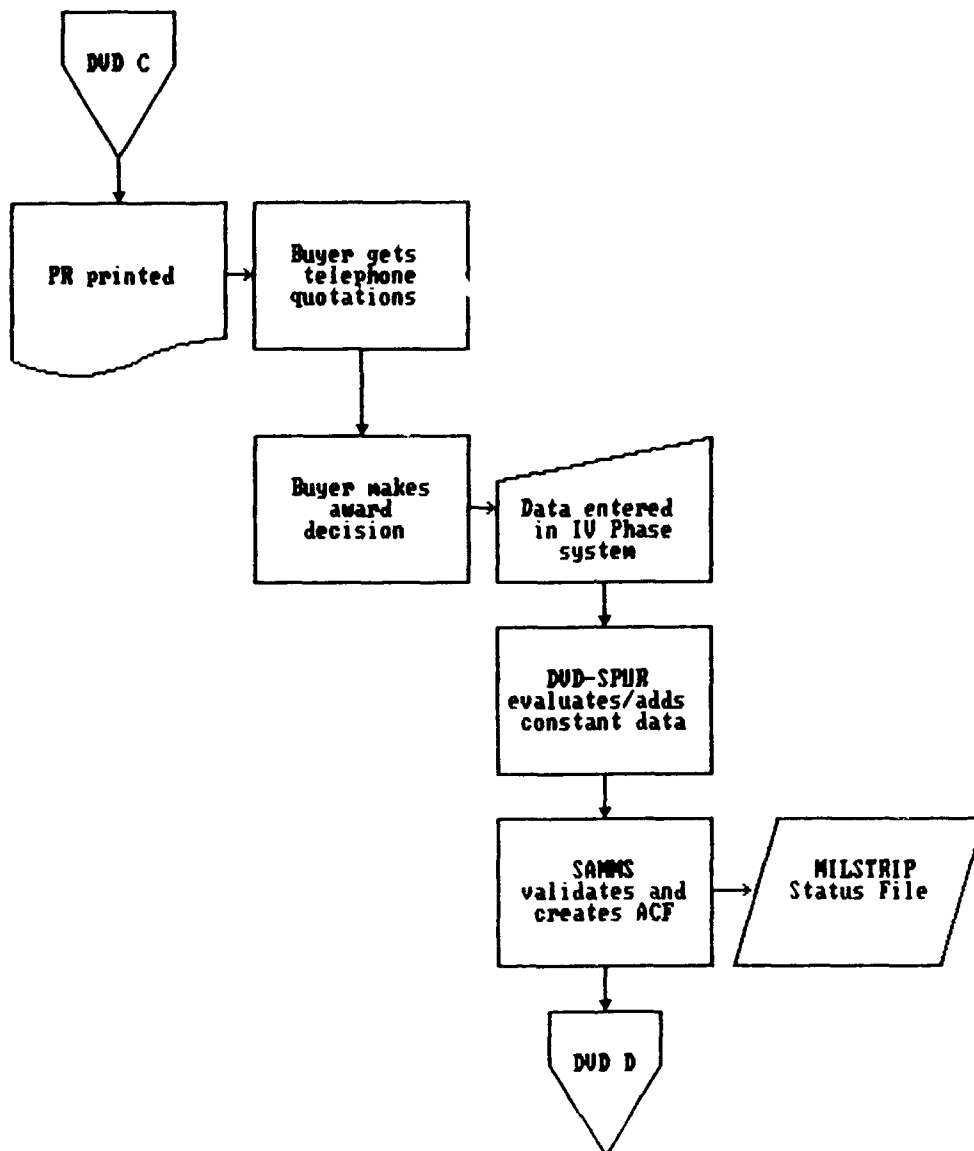 DVD C
PR printed
Buyer gets
telephone
quotations
Buyer makes
award
decision
Data entered
in IV Phase
system
DVD-SPUR
evaluates/adds
constant data
SAMMS
validates and
creates ACF
MILSTRIP
Status File
DVD D